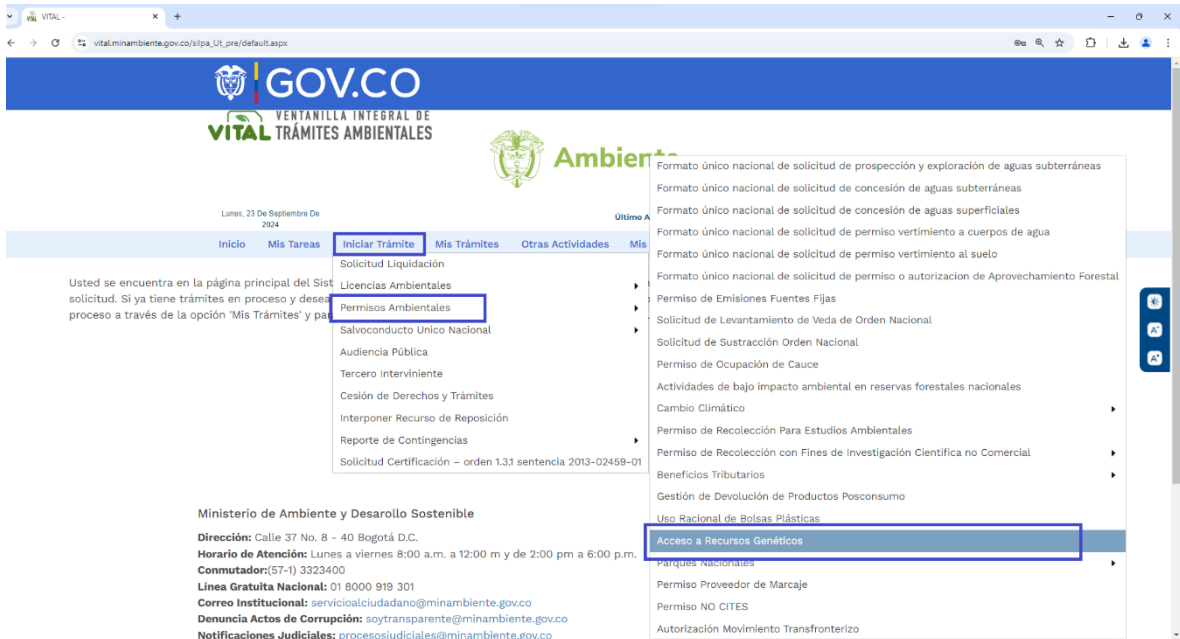 VITAL -
vital.minambiente.gov.co/silpa_Ut_pre/default.aspx
GOV.CO
VITAL
VENTANILLA INTEGRAL DE
TRÁMITES AMBIENTALES
Ambiente
Lunes, 23 De Septiembre De
2024
Último A
Inicio Mis Tareas Iniciar Trámite Mis Trámites Otras Actividades Mis
Usted se encuentra en la página principal del Sist
solicitud. Si ya tiene trámites en proceso y desea
proceso a través de la opción 'Mis Trámites' y par
Solicitud Liquidación
Licencias Ambientales
Permisos Ambientales
Salvoconducto Unico Nacional
Audiencia Pública
Tercero Interviniente
Cesión de Derechos y Trámites
Interponer Recurso de Reposición
Reporte de Contingencias
Solicitud Certificación – orden 1.3.1 sentencia 2013-02459-01
Formato único nacional de solicitud de prospección y exploración de aguas subterráneas
Formato único nacional de solicitud de concesión de aguas subterráneas
Formato único nacional de solicitud de concesión de aguas superficiales
Formato único nacional de solicitud de permiso vertimiento a cuerpos de agua
Formato único nacional de solicitud de permiso vertimiento al suelo
Formato único nacional de solicitud de permiso o autorizacion de Aprovechamiento Forestal
Permiso de Emisiones Fuentes Fijas
Solicitud de Levantamiento de Veda de Orden Nacional
Solicitud de Sustracción Orden Nacional
Permiso de Ocupación de Cauce
Actividades de bajo impacto ambiental en reservas forestales nacionales
Cambio Climático
Permiso de Recolección Para Estudios Ambientales
Permiso de Recolección con Fines de Investigación Científica no Comercial
Beneficios Tributarios
Gestión de Devolución de Productos Posconsumo
Uso Racional de Bolsas Plásticas
Acceso a Recursos Genéticos
Parques Nacionales
Permiso Proveedor de Marcaje
Permiso NO CITES
Autorización Movimiento Transfronterizo
Ministerio de Ambiente y Desarollo Sostenible
Dirección: Calle 37 No. 8 - 40 Bogotá D.C.
Horario de Atención: Lunes a viernes 8:00 a.m. a 12:00 m y de 2:00 pm a 6:00 p.m.
Conmutador:(57-1) 3323400
Línea Gratuita Nacional: 01 8000 919 301
Correo Institucional: servicioalciudadano@minambiente.gov.co
Denuncia Actos de Corrupción: soytransparente@minambiente.gov.co
Notificaciones Judiciales: procesosjudiciales@minambiente.gov.co